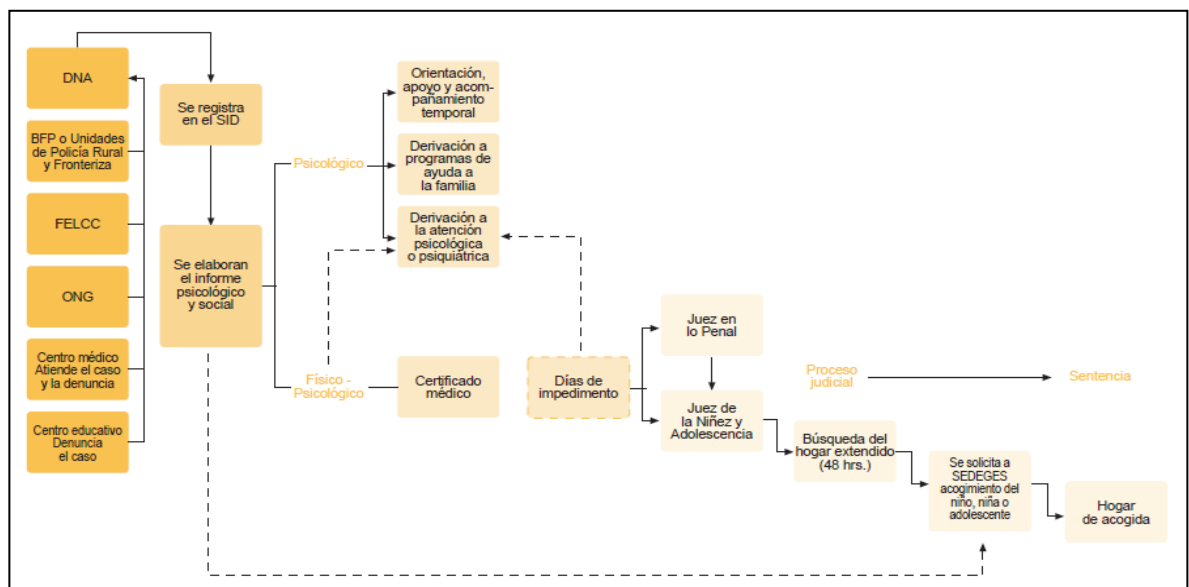 DNA
BFP o Unidades
de Policía Rural
y Fronteriza
FELCC
ONG
Centro médico
Atiende el caso
y la denuncia
Centro educativo
Denuncia
el caso
Se registra
en el SID
Se elaboran
el informe
psicológico
y social
Psicológico
Orientación,
apoyo y acom-
pañamiento
temporal
Derivación a
programas de
ayuda a
la familia
Derivación a
la atención
psicológica
o psiquiátrica
Físico -
Psicológico
Certificado
médico
Días de
impedimento
Juez en
lo Penal
Juez de
la Niñez y
Adolescencia
Proceso
judicial
Sentencia
Búsqueda del
hogar extendido
(48 hrs.)
Se solicita a
SEDEGES
acogimiento del
niño, niña o
adolescente
Hogar
de acogida